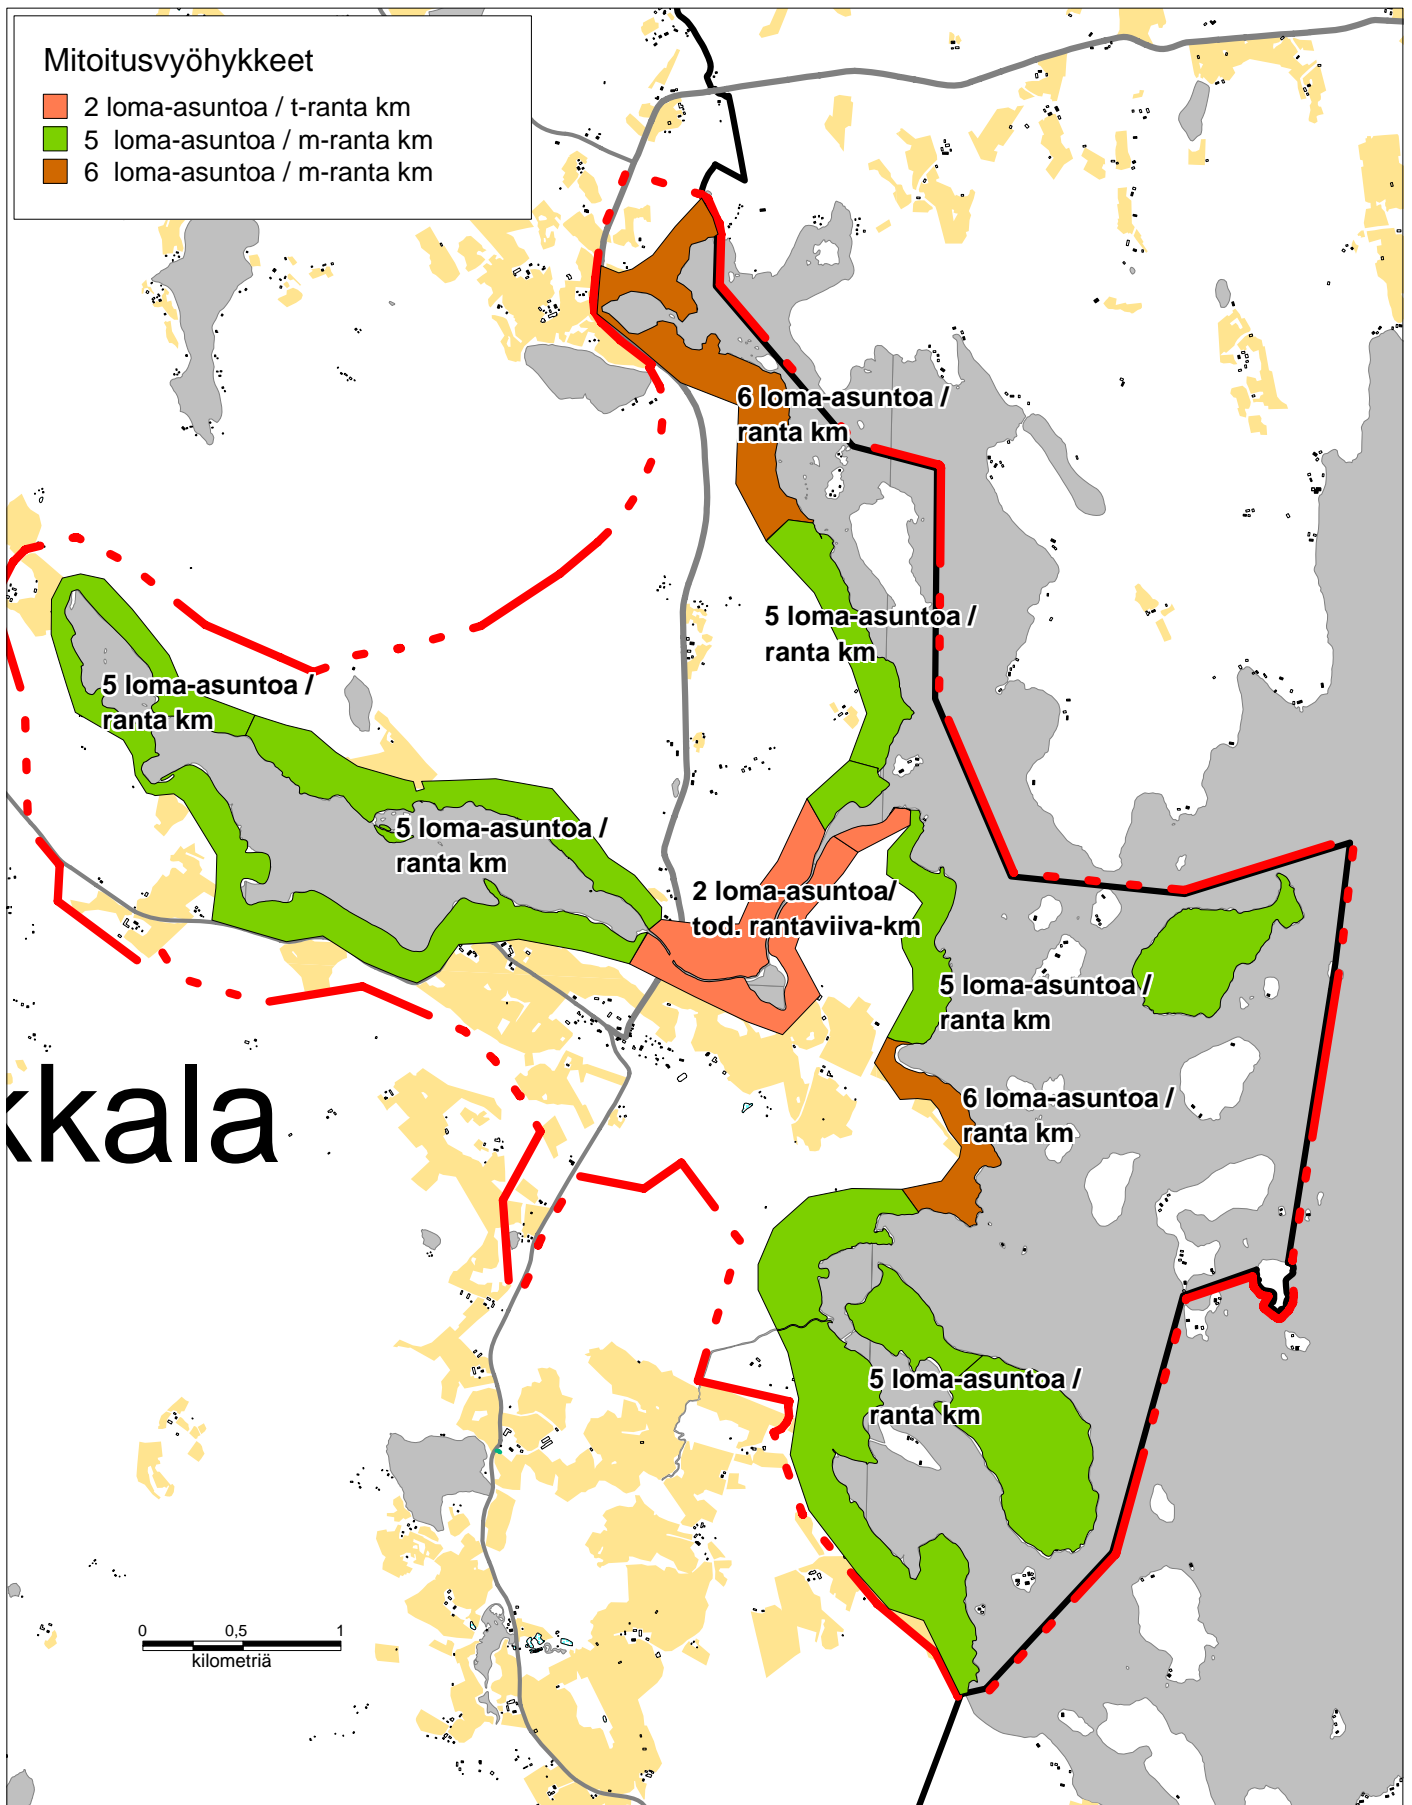 Mitoitusvyöhykkeet
2 loma-asuntoa / t-ranta km
5 loma-asuntoa / m-ranta km
6 loma-asuntoa / m-ranta km
6 loma-asuntoa /
ranta km
5 loma-asuntoa /
ranta km
5 loma-asuntoa /
ranta km
5 loma-asuntoa /
ranta km
2 loma-asuntoa/
tod. rantaviiva-km
5 loma-asuntoa /
ranta km
kkala
6 loma-asuntoa /
ranta km
5 loma-asuntoa /
ranta km
0 0,5 1
kilometriä